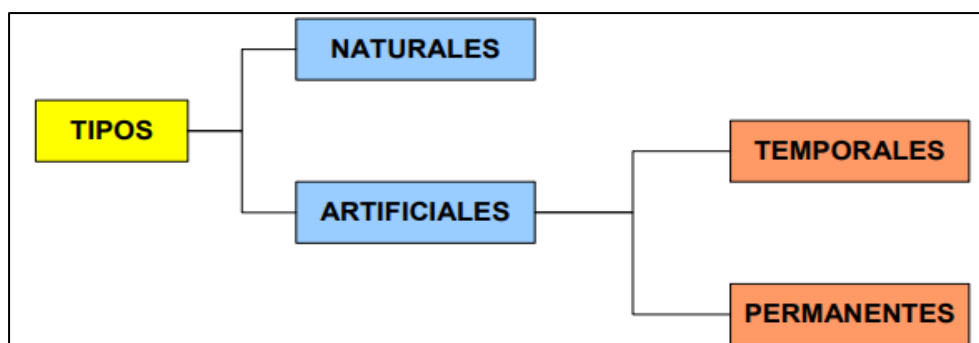 TIPOS
NATURALES
ARTIFICIALES
TEMPORALES
PERMANENTES